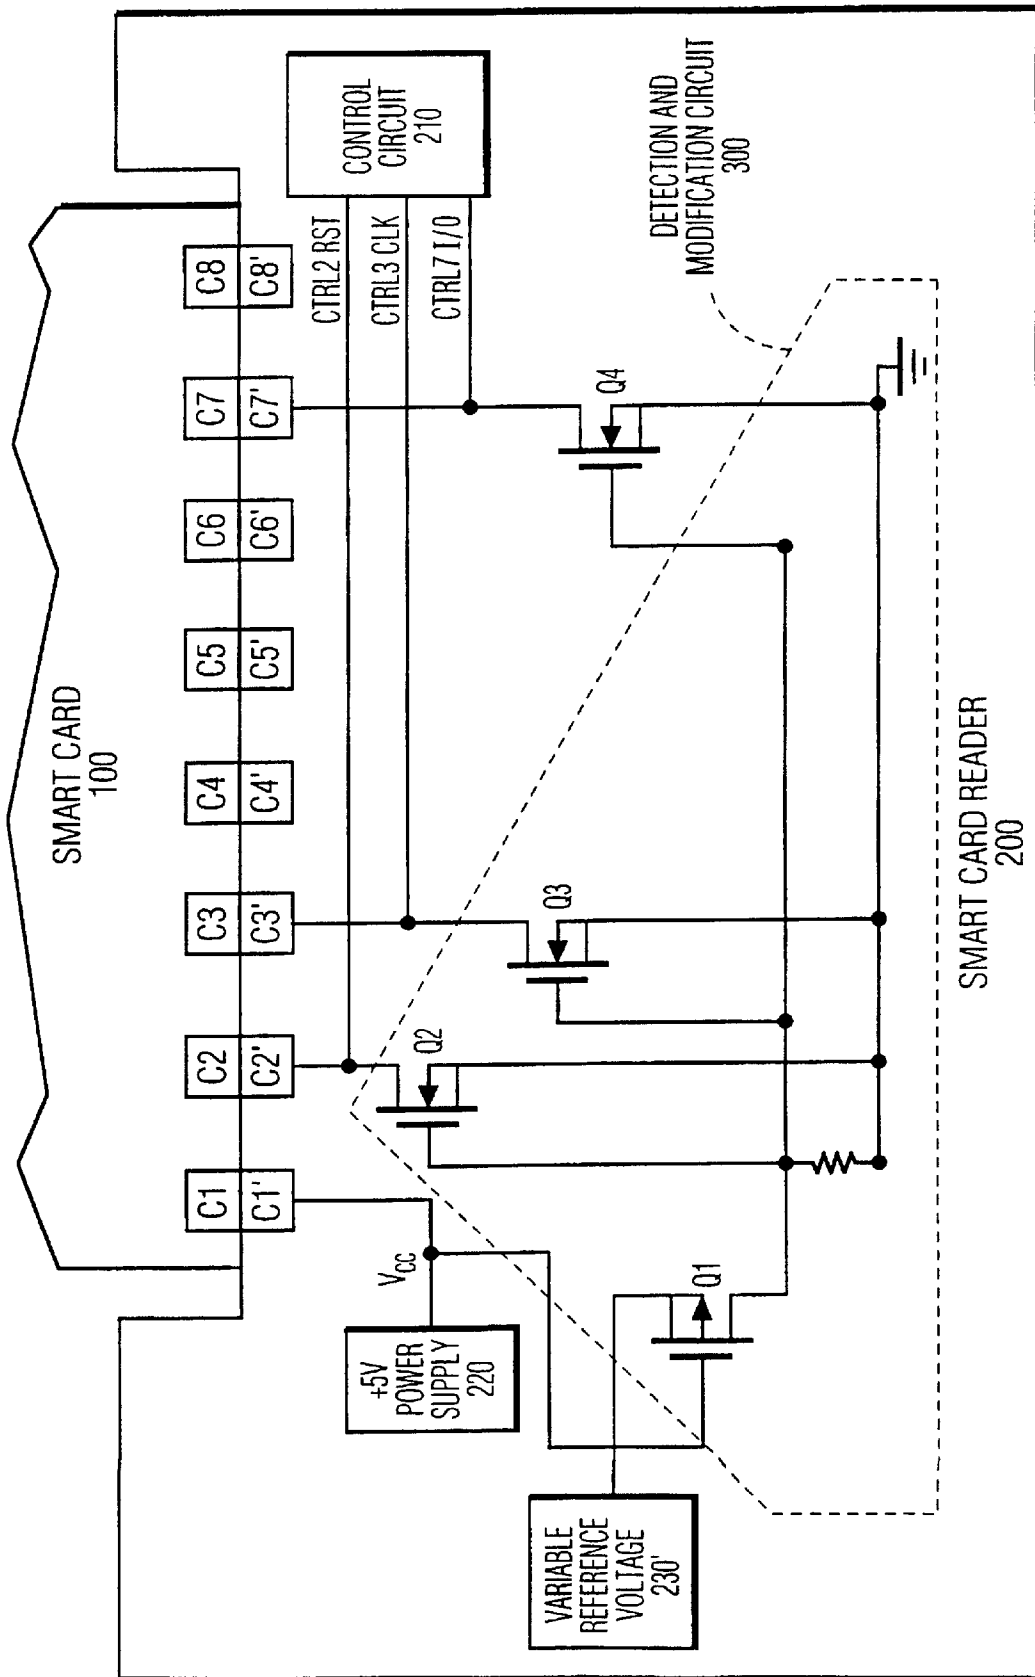 SMART CARD
100
C1
C2
C3
C4
C5
C6
C7
C8
C1'
C2'
C3'
C4'
C5'
C6'
C7'
C8'
CONTROL
CIRCUIT
210
CTRL2 RST
CTRL3 CLK
CTRL7 I/O
VCC
+5V
POWER
SUPPLY
220
Q2
Q3
Q4
DETECTION AND
MODIFICATION CIRCUIT
300
VARIABLE
REFERENCE
VOLTAGE
230'
Q1
SMART CARD READER
200